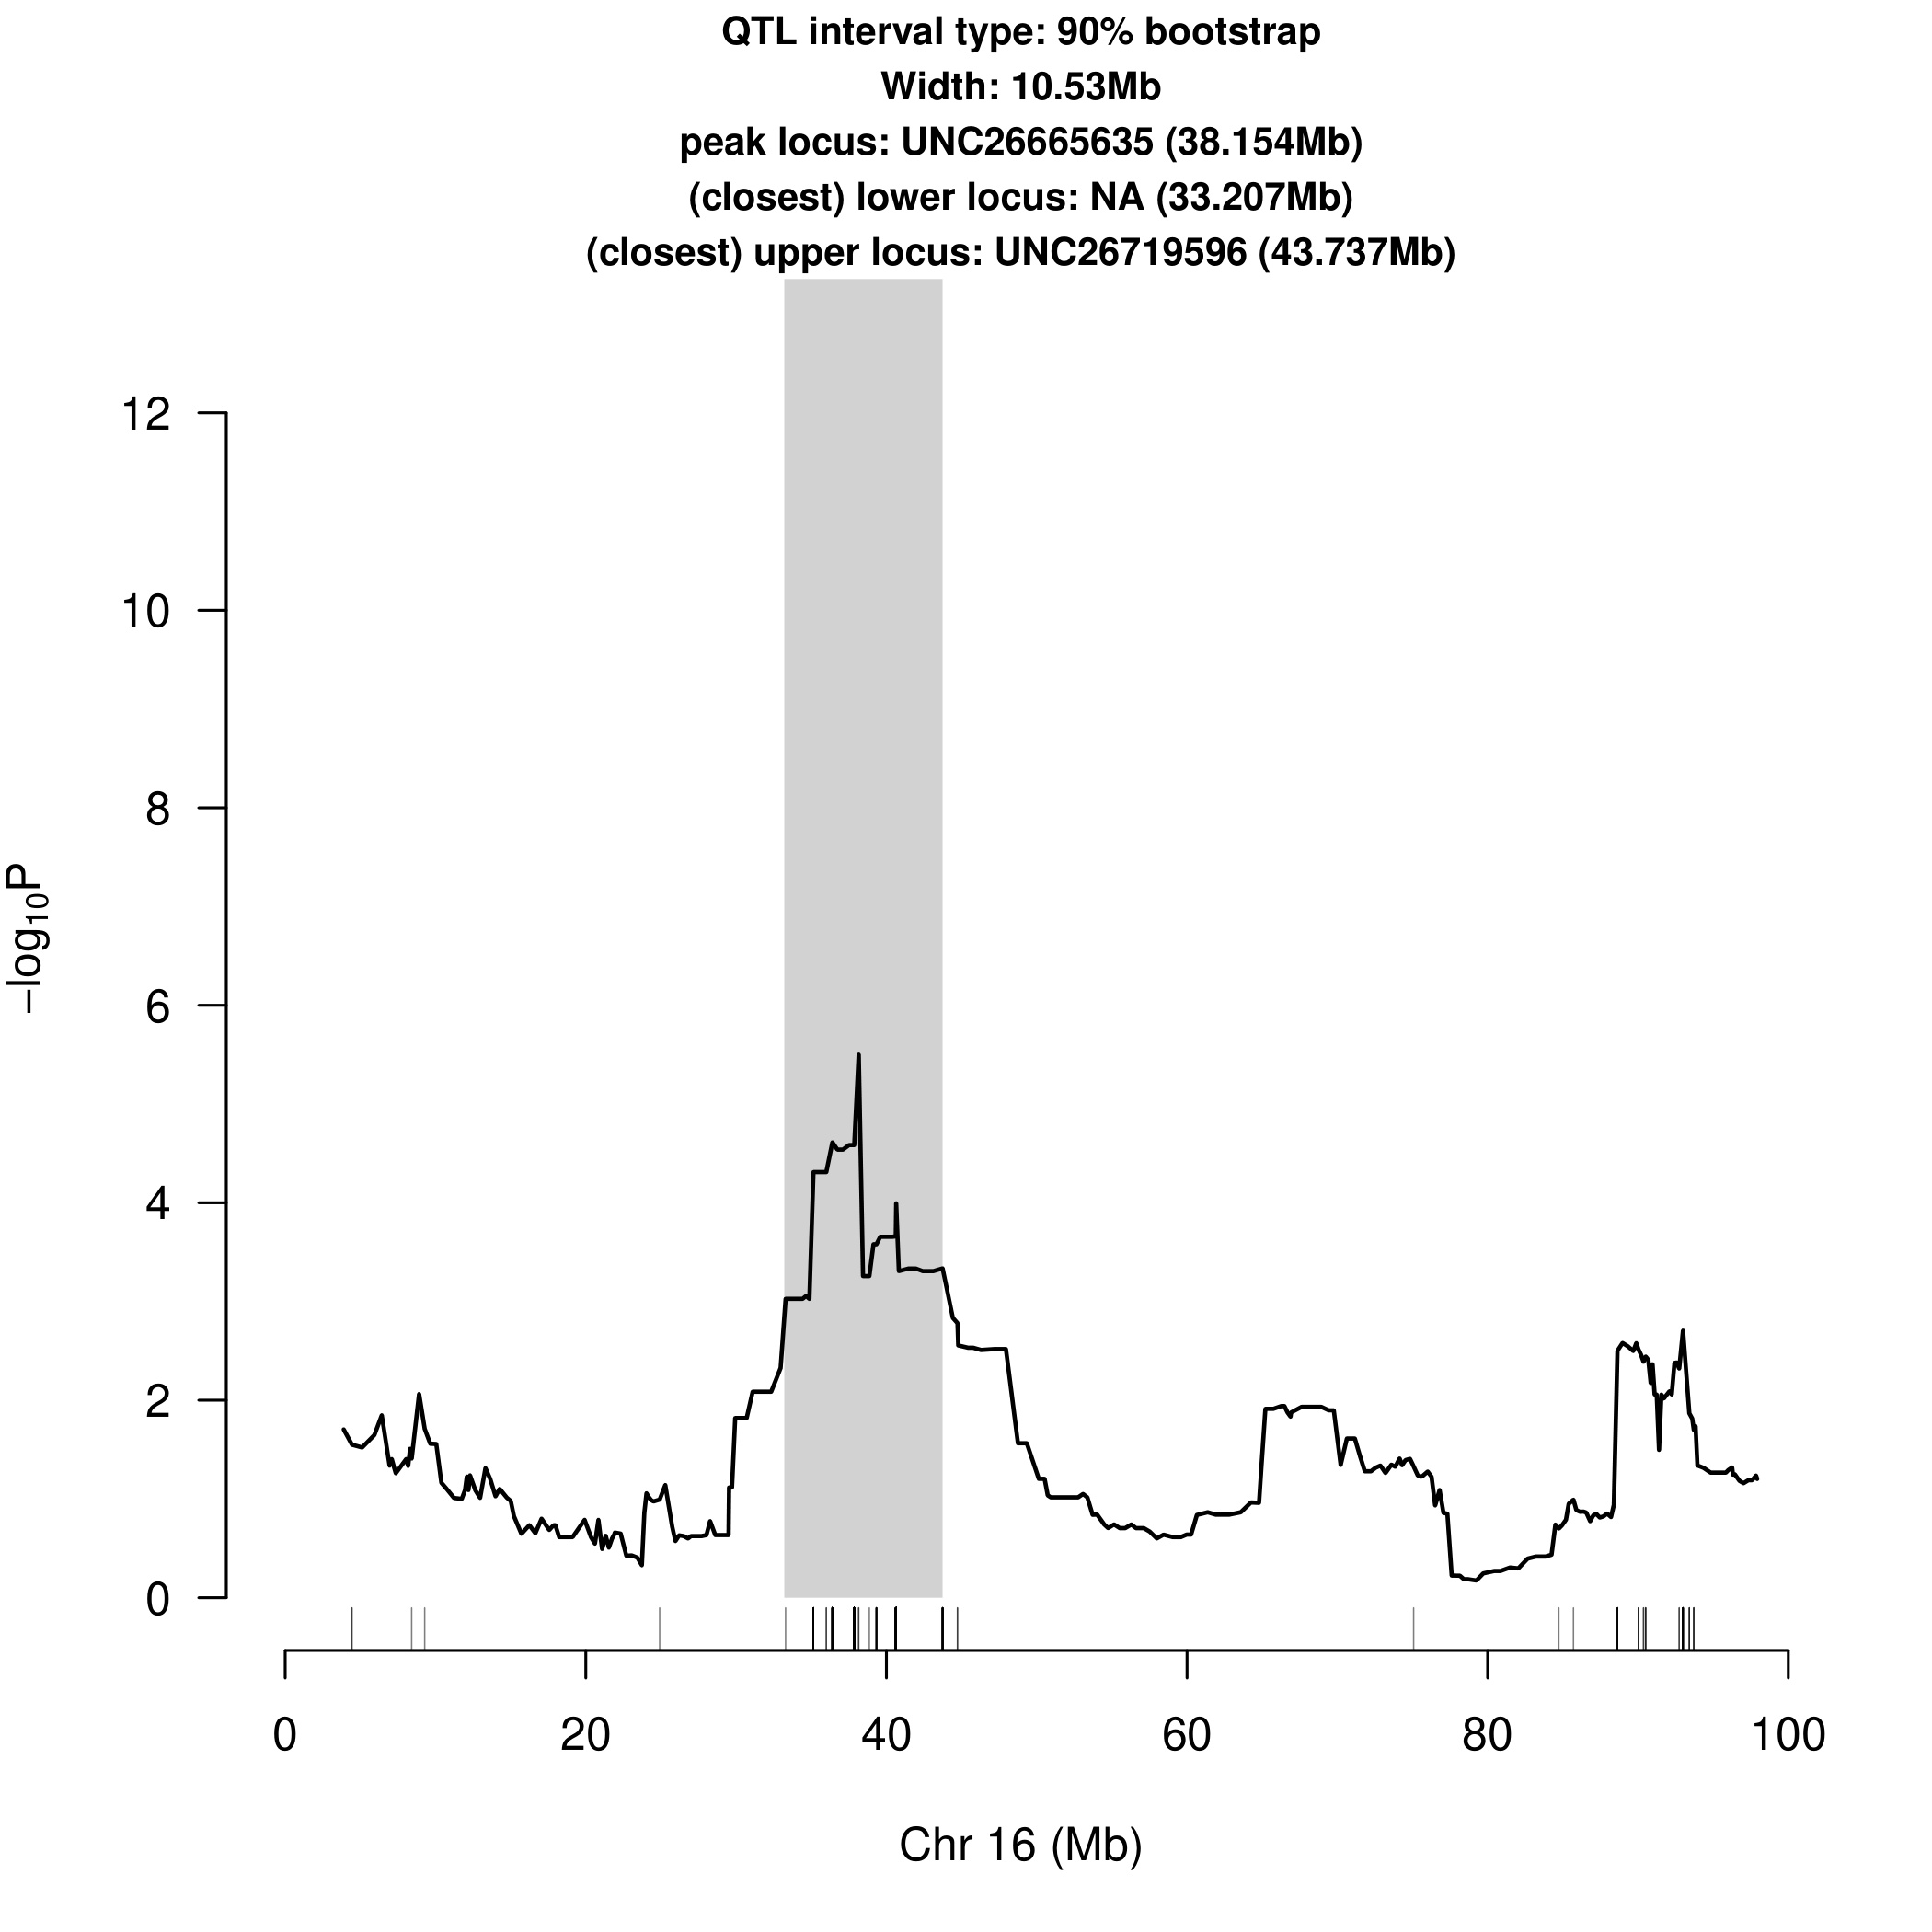 QTL interval type: 90% bootstrap
Width: 10.53Mb
peak locus: UNC26665635 (38.154Mb)
(closest) lower locus: NA (33.207Mb)
(closest) upper locus: UNC26719596 (43.737Mb)
12
10
8
6
4
2
0
−log10P
0 20 40 60 80 100
Chr 16 (Mb)